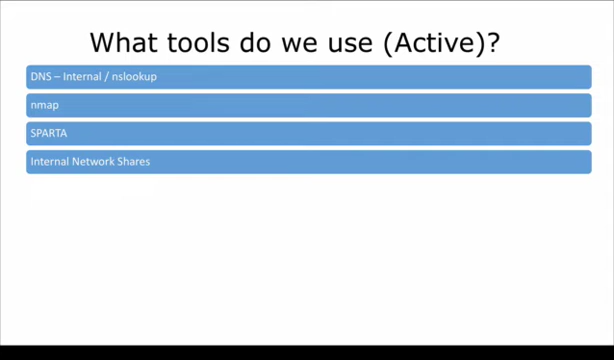 What tools do we use (Active)?
DNS – Internal / nslookup
nmap
SPARTA
Internal Network Shares